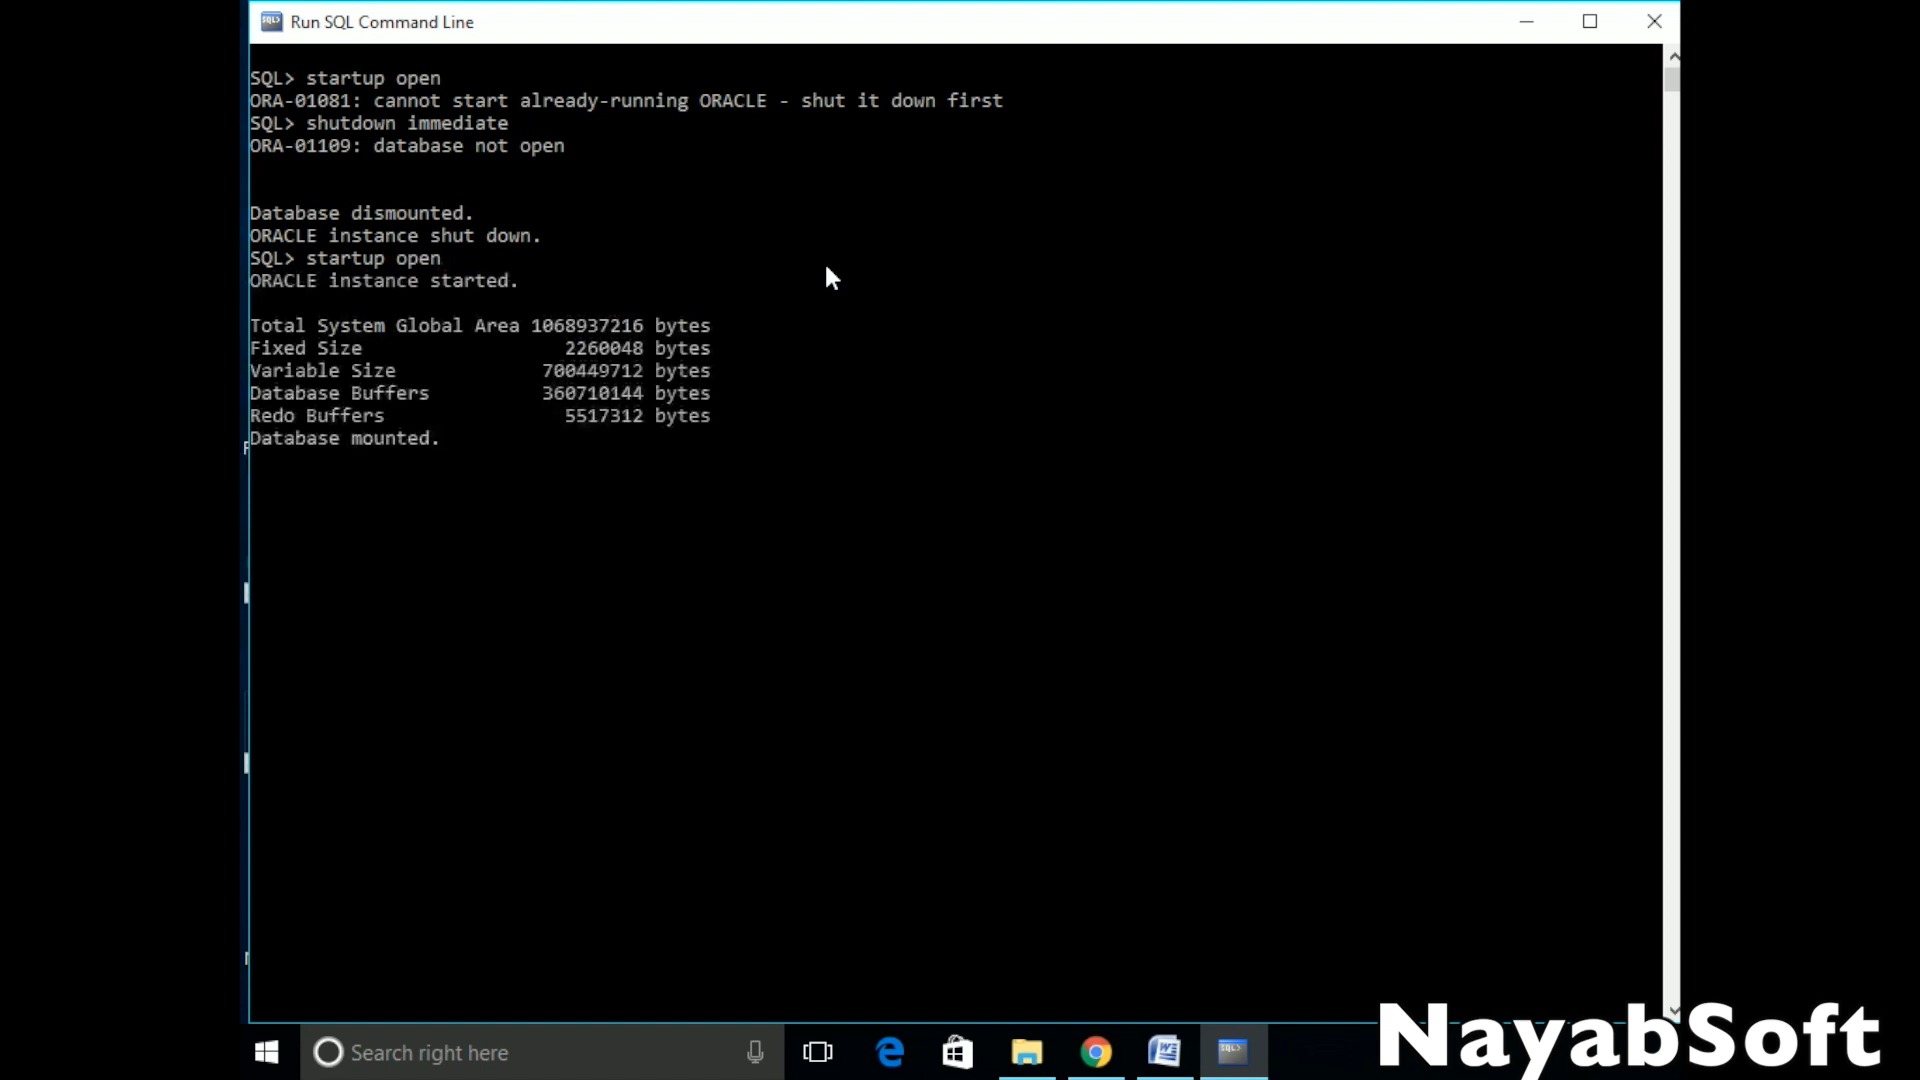 Run SQL Command Line
SQL> startup open
ORA-01081: cannot start already-running ORACLE - shut it down first
SQL> shutdown immediate
ORA-01109: database not open
Database dismounted.
ORACLE instance shut down.
SQL> startup open
ORACLE instance started.
Total System Global Area 1068937216 bytes
Fixed Size 2260048 bytes
Variable Size 700449712 bytes
Database Buffers 360710144 bytes
Redo Buffers 5517312 bytes
Database mounted.
Search right here
NayabSoft